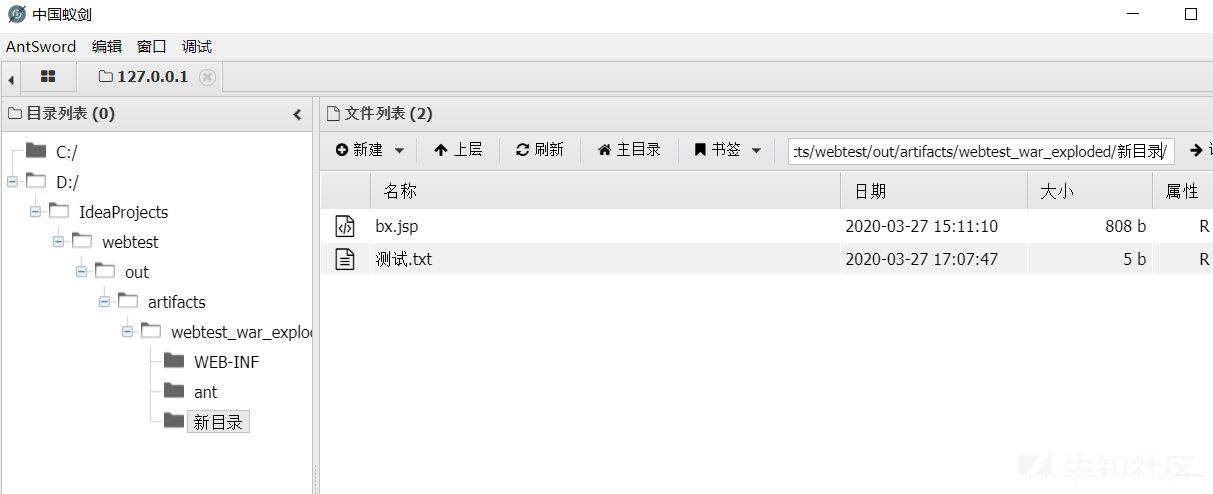 中国蚁剑
AntSword 编辑 窗口 调试
127.0.0.1
目录列表 (0)
文件列表 (2)
新建 上层 刷新 主目录 书签 cts/webtest/out/artifacts/webtest_war_exploded/新目录/
名称 日期 大小 属性
bx.jsp 2020-03-27 15:11:10 808 b R
测试.txt 2020-03-27 17:07:47 5 b R
C:/
D:/
IdeaProjects
webtest
out
artifacts
webtest_war_explod
WEB-INF
ant
新目录
先知社区